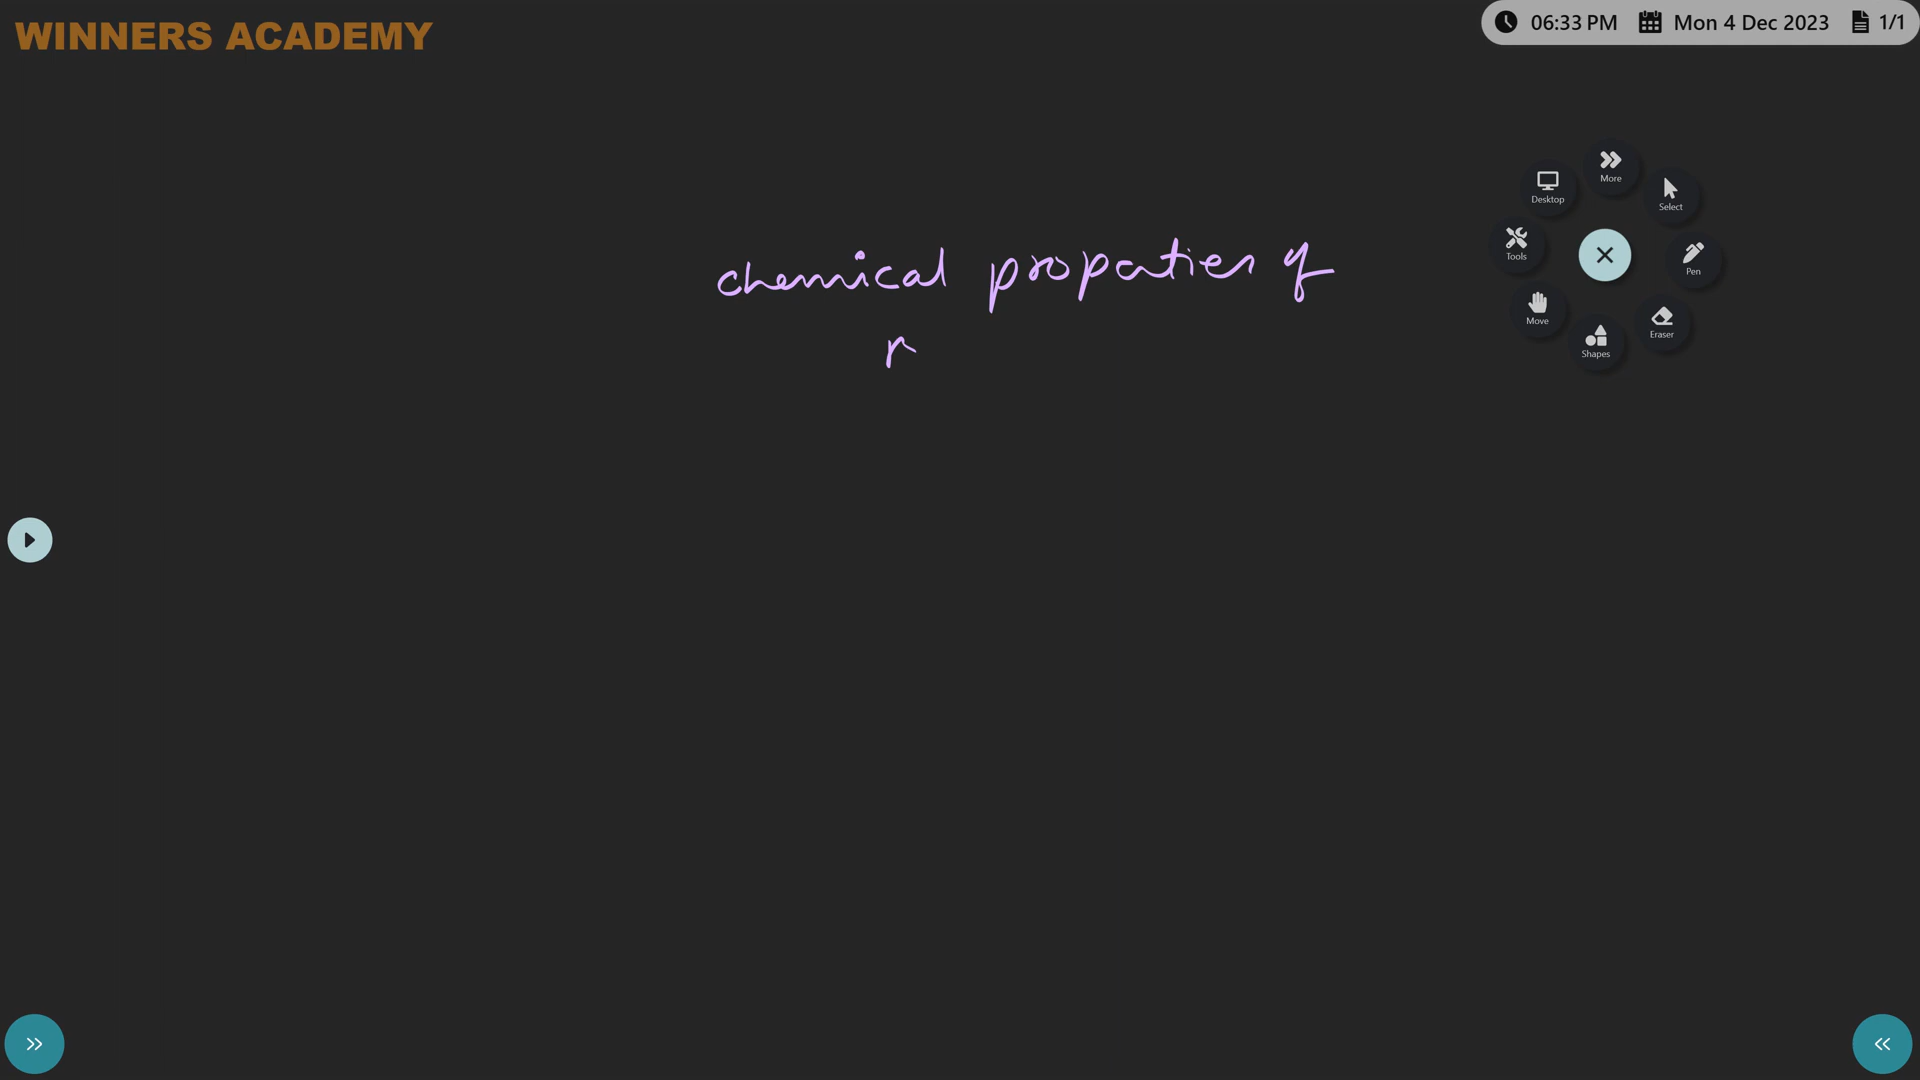 WINNERS ACADEMY
06:33 PM Mon 4 Dec 2023 1/1
More
Desktop
Select
Tools
Pen
Move
Eraser
Shapes
chemical propaties of
r